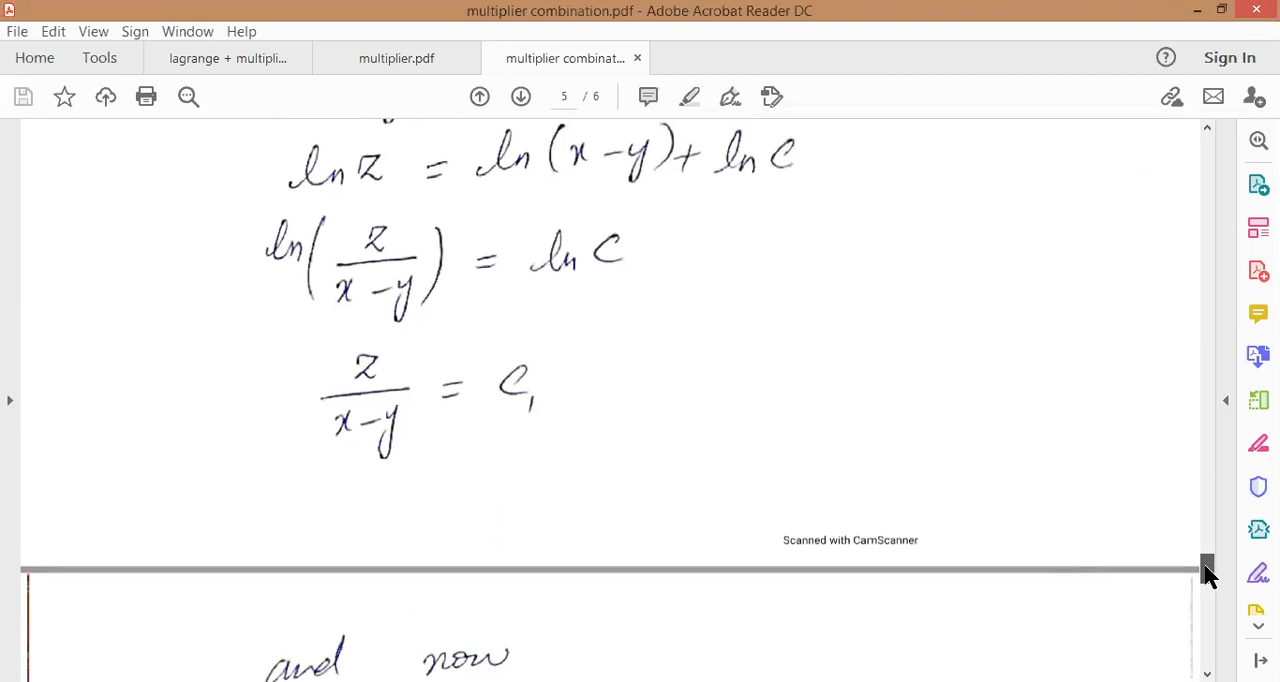 multiplier combination.pdf - Adobe Acrobat Reader DC
File Edit View Sign Window Help
Home Tools lagrange + multipli... multiplier.pdf multiplier combinat... × Sign In
5 / 6
ln z = ln (x - y) + ln C
ln( z / x - y ) = ln C
z / x - y = C₁
Scanned with CamScanner
and now